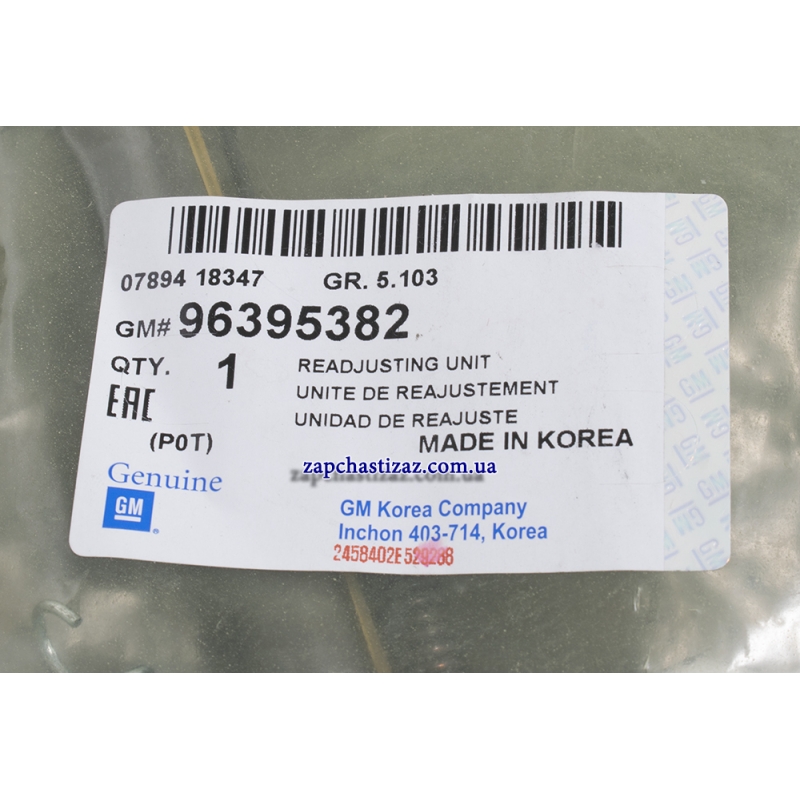 07894 18347 GR. 5.103
GM# 96395382
QTY. 1 READJUSTING UNIT
UNITE DE REAJUSTEMENT
EAC UNIDAD DE REAJUSTE
(P0T) MADE IN KOREA
zapchastizaz.com.ua
Genuine
GM
GM Korea Company
Inchon 403-714, Korea